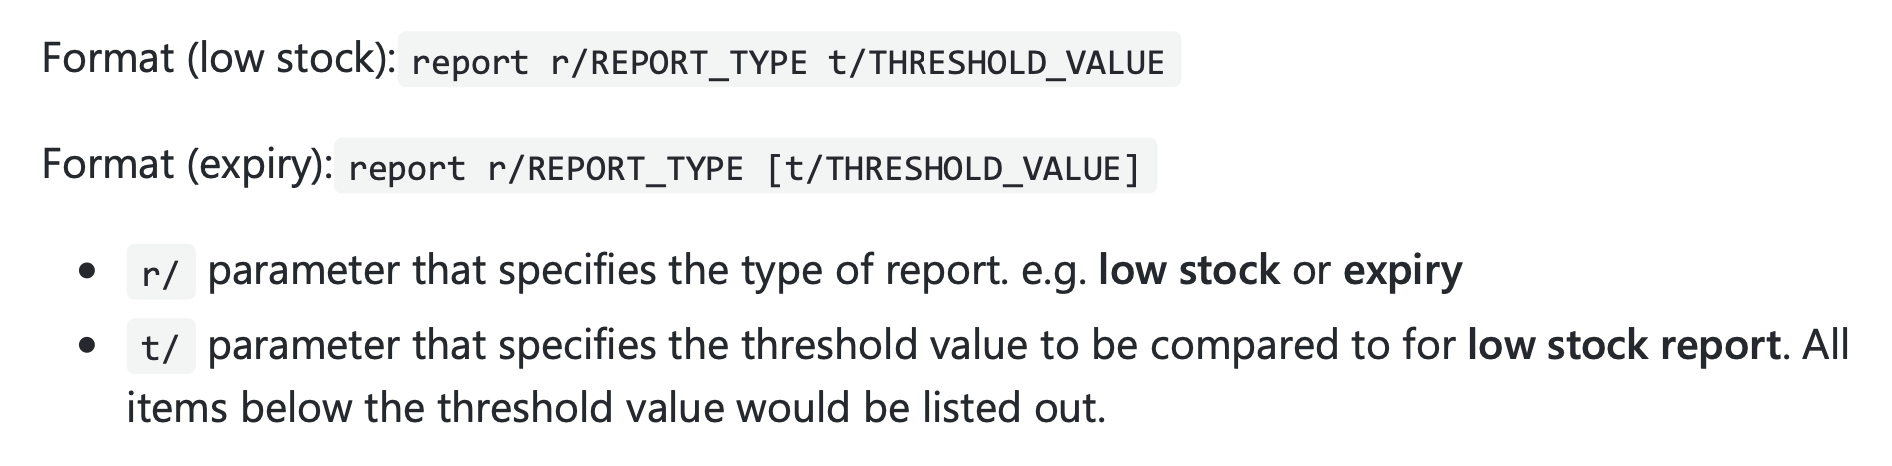 Format (low stock): report r/REPORT_TYPE t/THRESHOLD_VALUE
Format (expiry): report r/REPORT_TYPE [t/THRESHOLD_VALUE]
• r/ parameter that specifies the type of report. e.g. low stock or expiry
• t/ parameter that specifies the threshold value to be compared to for low stock report. All
items below the threshold value would be listed out.